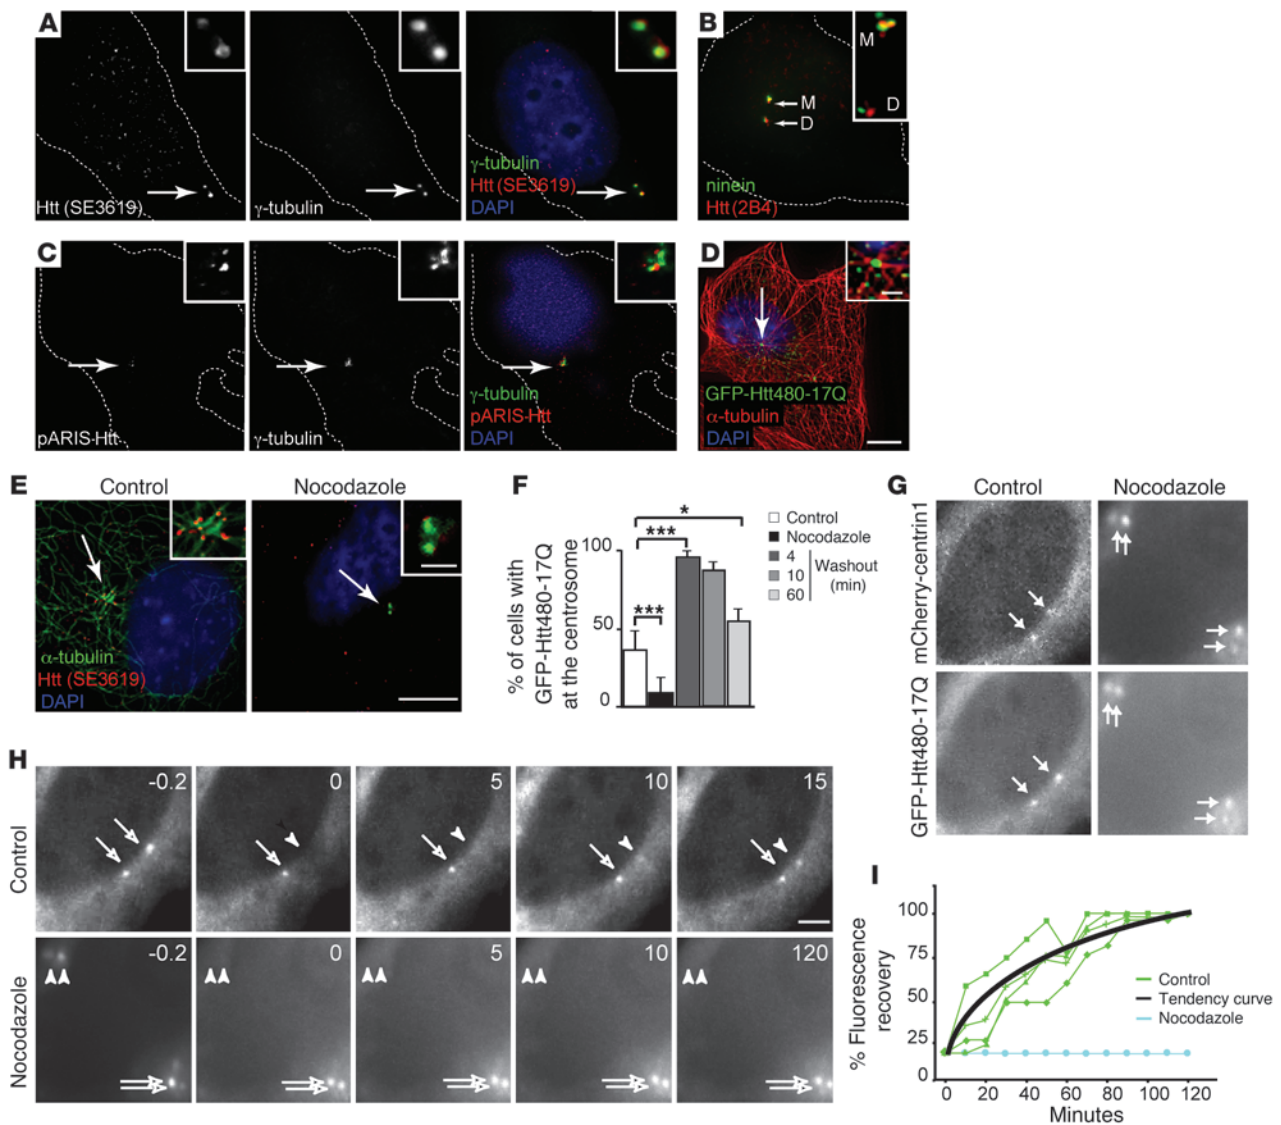 A
Htt (SE3619)
γ-tubulin
γ-tubulin
Htt (SE3619)
DAPI
B
M
D
M
D
ninein
Htt (2B4)
C
pARIS-Htt
γ-tubulin
γ-tubulin
pARIS-Htt
DAPI
D
GFP-Htt480-17Q
α-tubulin
DAPI
E
Control
Nocodazole
α-tubulin
Htt (SE3619)
DAPI
F
% of cells with
GFP-Htt480-17Q
at the centrosome
100
50
0
***
***
*
Control
Nocodazole
4
10
60
Washout
(min)
G
Control
Nocodazole
mCherry-centrin1
GFP-Htt480-17Q
H
Control
-0.2
0
5
10
15
Nocodazole
-0.2
0
5
10
120
I
% Fluorescence
recovery
100
75
50
25
0
0 20 40 60 80 100 120
Minutes
Control
Tendency curve
Nocodazole